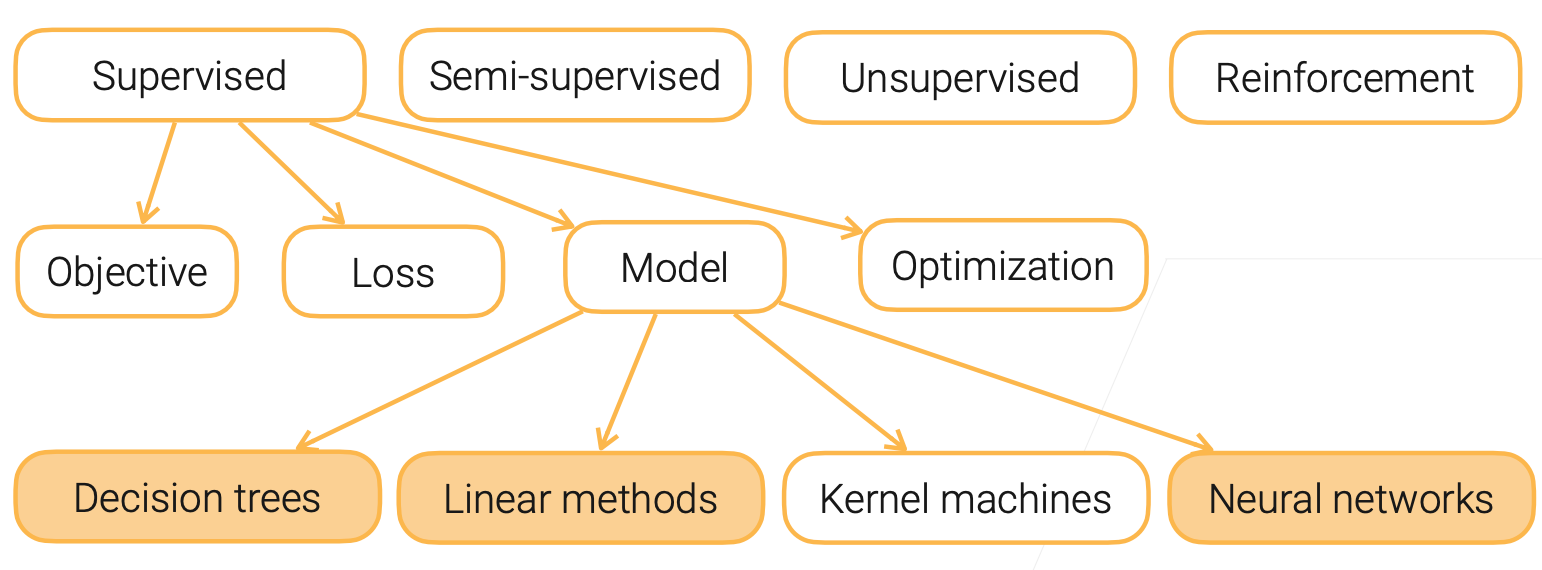 Supervised
Semi-supervised
Unsupervised
Reinforcement
Objective
Loss
Model
Optimization
Decision trees
Linear methods
Kernel machines
Neural networks